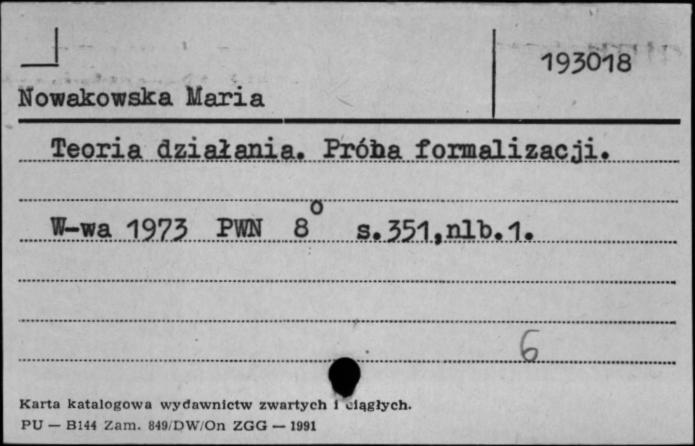 193018
Nowakowska Maria
Teoria działania. Próba formalizacji.
W-wa 1973 PWN 8° s.351,nlb.1.
6
Karta katalogowa wydawnictw zwartych i ciągłych.
PU — B144 Zam. 849/DW/On ZGG — 1991